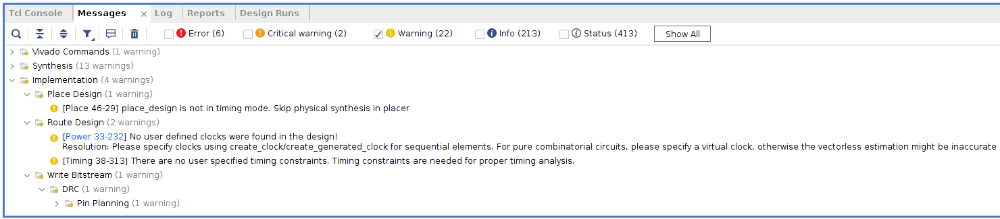 Tcl Console Messages × Log Reports Design Runs
Error (6) Critical warning (2) Warning (22) Info (213) Status (413) Show All
Vivado Commands (1 warning)
Synthesis (13 warnings)
Implementation (4 warnings)
Place Design (1 warning)
[Place 46-29] place_design is not in timing mode. Skip physical synthesis in placer
Route Design (2 warnings)
[Power 33-232] No user defined clocks were found in the design!
Resolution: Please specify clocks using create_clock/create_generated_clock for sequential elements. For pure combinatorial circuits, please specify a virtual clock, otherwise the vectorless estimation might be inaccurate
[Timing 38-313] There are no user specified timing constraints. Timing constraints are needed for proper timing analysis.
Write Bitstream (1 warning)
DRC (1 warning)
Pin Planning (1 warning)